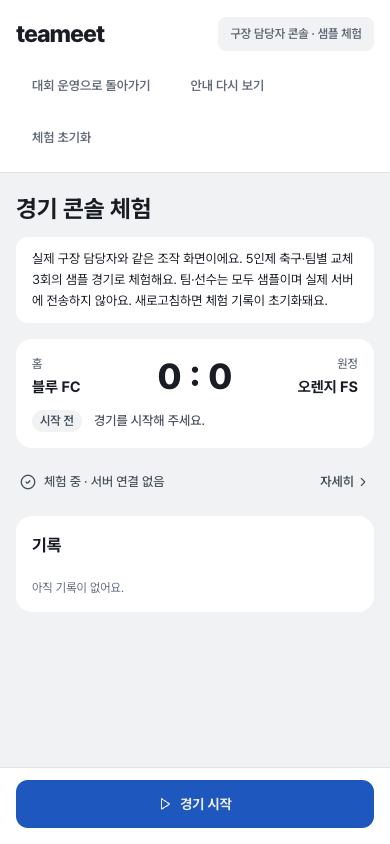 teameet
구장 담당자 콘솔 · 샘플 체험
대회 운영으로 돌아가기
안내 다시 보기
체험 초기화
경기 콘솔 체험
실제 구장 담당자와 같은 조작 화면이에요. 5인제 축구·팀별 교체
3회의 샘플 경기로 체험해요. 팀·선수는 모두 샘플이며 실제 서버
에 전송하지 않아요. 새로고침하면 체험 기록이 초기화돼요.
홈
블루 FC
0 : 0
원정
오렌지 FS
시작 전
경기를 시작해 주세요.
체험 중 · 서버 연결 없음
자세히
기록
아직 기록이 없어요.
경기 시작